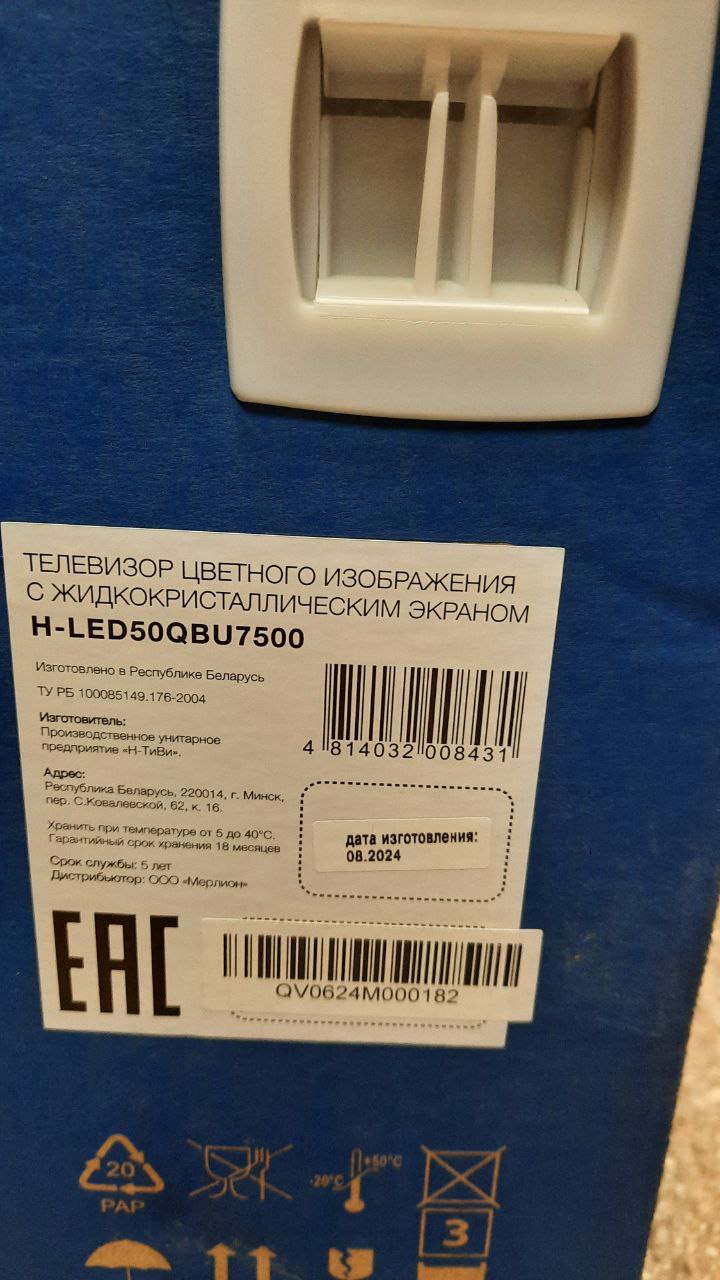 ТЕЛЕВИЗОР ЦВЕТНОГО ИЗОБРАЖЕНИЯ
С ЖИДКОКРИСТАЛЛИЧЕСКИМ ЭКРАНОМ
H-LED50QBU7500
Изготовлено в Республике Беларусь
ТУ РБ 100085149.176-2004
Изготовитель:
Производственное унитарное
предприятие «Н-ТиВи».
Адрес:
Республика Беларусь, 220014, г. Минск,
пер. С.Ковалевской, 62, к. 16.
Хранить при температуре от 5 до 40°С.
Гарантийный срок хранения 18 месяцев
Срок службы: 5 лет
Дистрибьютор: ООО «Мерлион»
4 814032 008431
дата изготовления:
08.2024
EAC
QV0624M000182
20
PAP
-20°C
+50°C
3